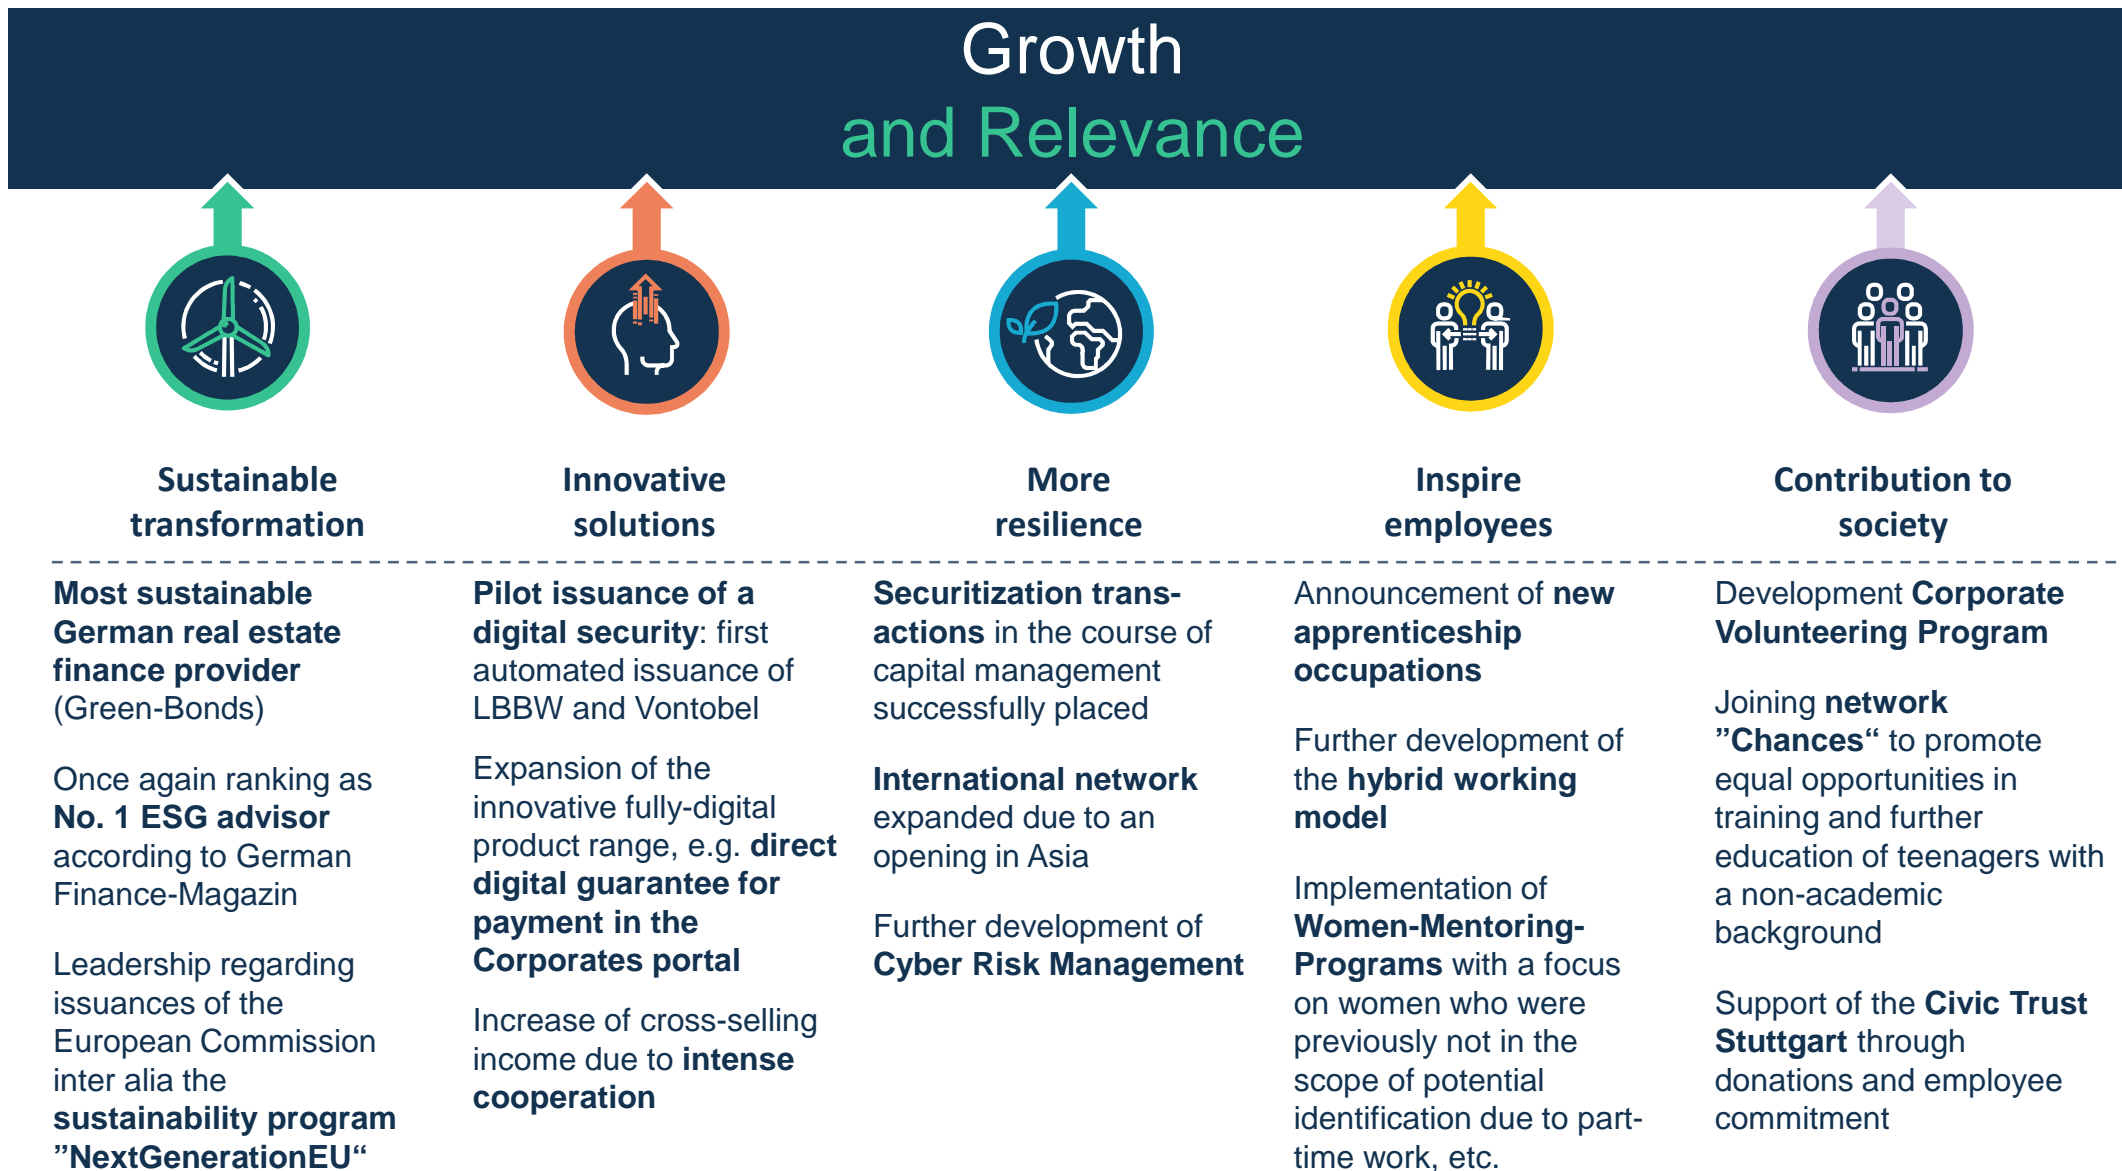 Growth
and Relevance
Sustainable
transformation
Most sustainable
German real estate
finance provider
(Green-Bonds)
Once again ranking as
No. 1 ESG advisor
according to German
Finance-Magazin
Leadership regarding
issuances of the
European Commission
inter alia the
sustainability program
”NextGenerationEU“
Innovative
solutions
Pilot issuance of a
digital security: first
automated issuance of
LBBW and Vontobel
Expansion of the
innovative fully-digital
product range, e.g. direct
digital guarantee for
payment in the
Corporates portal
Increase of cross-selling
income due to intense
cooperation
More
resilience
Securitization trans-
actions in the course of
capital management
successfully placed
International network
expanded due to an
opening in Asia
Further development of
Cyber Risk Management
Inspire
employees
Announcement of new
apprenticeship
occupations
Further development of
the hybrid working
model
Implementation of
Women-Mentoring-
Programs with a focus
on women who were
previously not in the
scope of potential
identification due to part-
time work, etc.
Contribution to
society
Development Corporate
Volunteering Program
Joining network
”Chances“ to promote
equal opportunities in
training and further
education of teenagers with
a non-academic
background
Support of the Civic Trust
Stuttgart through
donations and employee
commitment